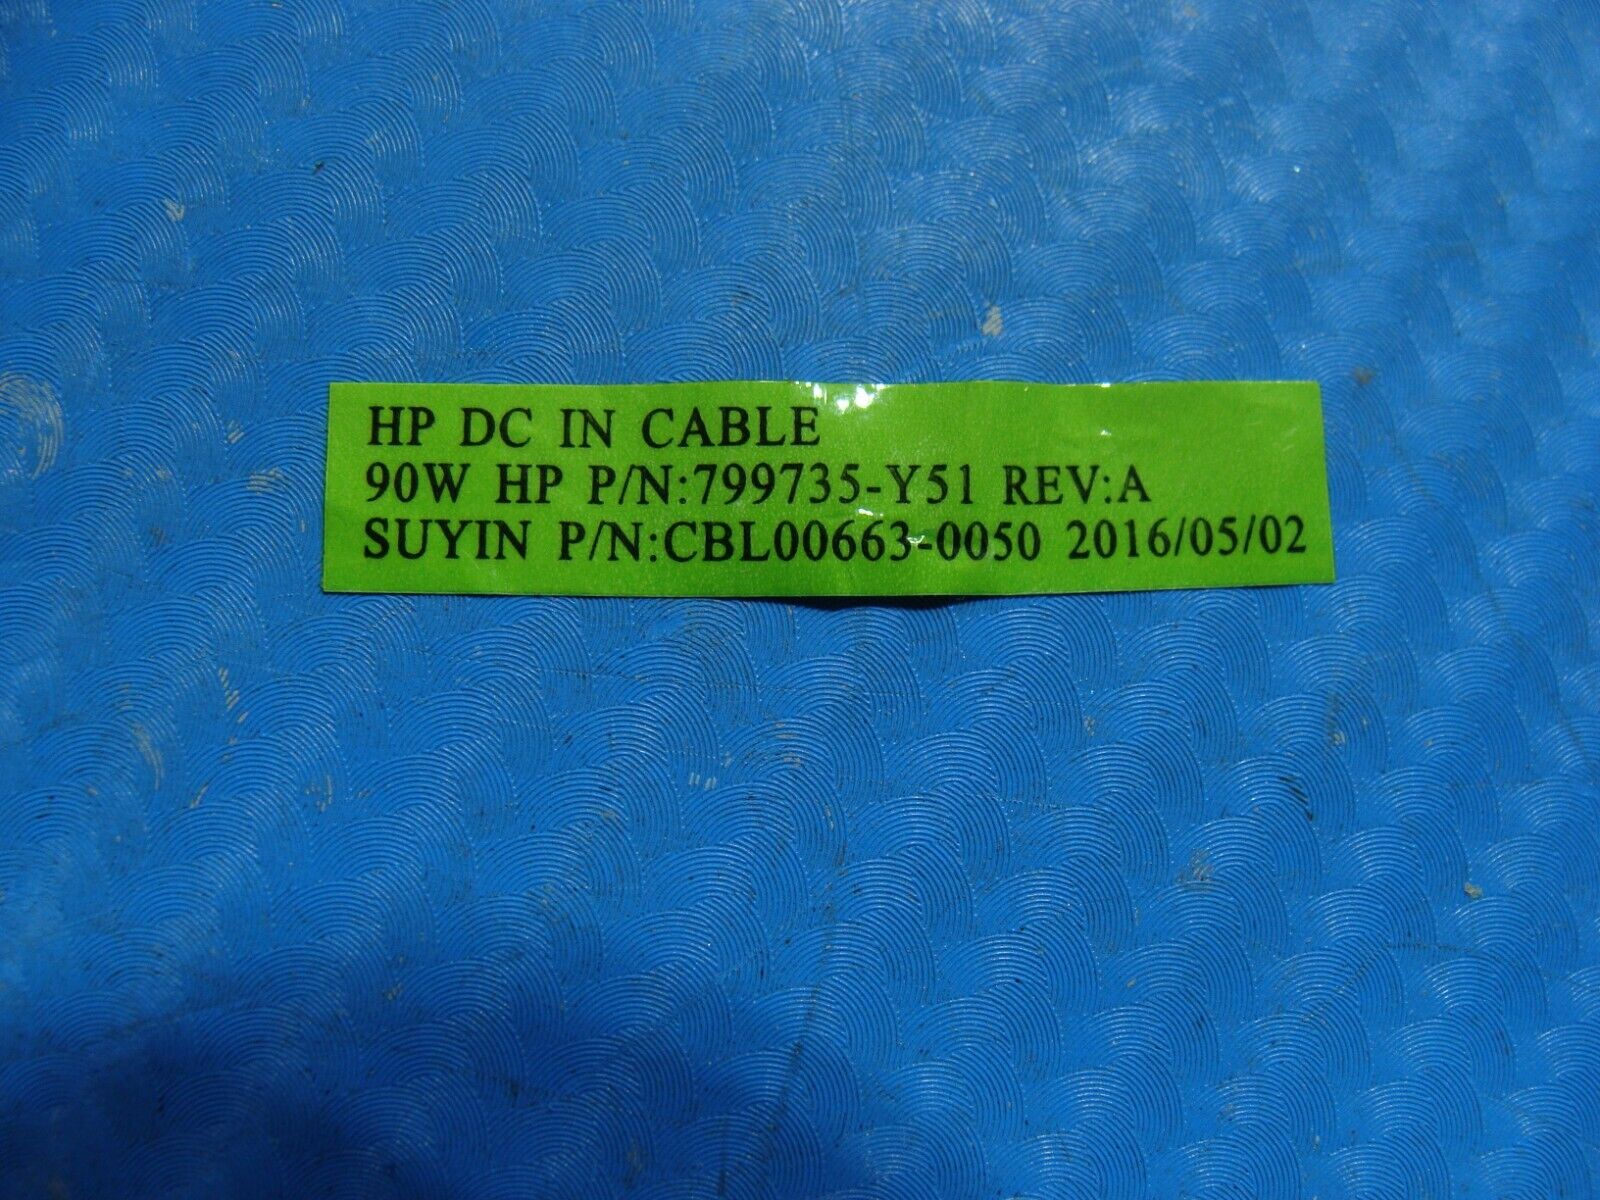 HP DC IN CABLE
90W HP P/N:799735-Y51 REV:A
SUYIN P/N:CBL00663-0050 2016/05/02